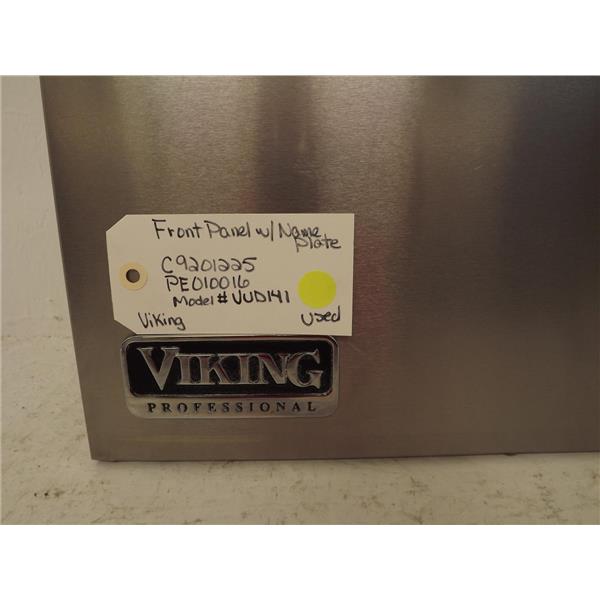 Front Panel w/ Name
Plate
C9201225
PE010016
Model# VUD141
Viking
used
VIKING
PROFESSIONAL